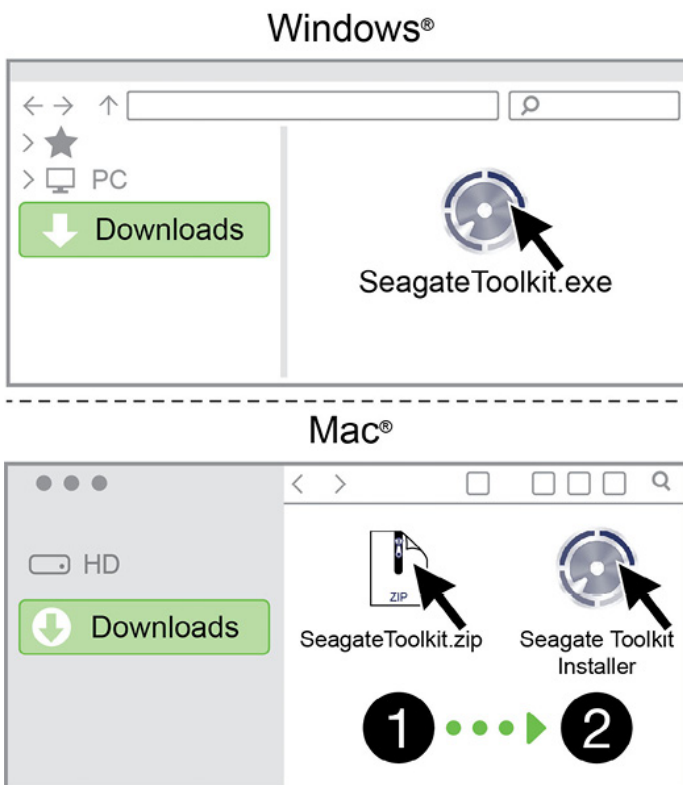 Windows®
PC
Downloads
SeagateToolkit.exe
Mac®
HD
Downloads
ZIP
SeagateToolkit.zip
Seagate Toolkit
Installer
1
2